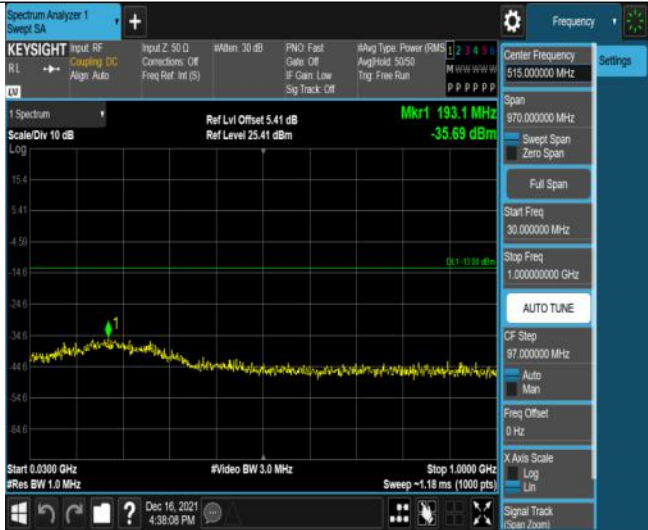 Spectrum Analyzer 1
Swept SA
+
Frequency
KEYSIGHT
RL
LV
Input: RF
Coupling: DC
Align: Auto
Input Z: 50 Ω
Corrections: Off
Freq Ref: Int (S)
#Atten: 30 dB
PNO: Fast
Gate: Off
IF Gain: Low
Sig Track: Off
#Avg Type: Power (RMS
Avg|Hold: 50/50
Trig: Free Run
1 2 3 4 5 6
M W W W W W
P P P P P P
1 Spectrum
Scale/Div 10 dB
Log
Ref Lvl Offset 5.41 dB
Ref Level 25.41 dBm
Mkr1 193.1 MHz
-35.69 dBm
15.4
5.41
-4.59
DL1 -13.00 dBm
-14.6
-24.6
1
-34.6
-44.6
-54.6
-64.6
Start 0.0300 GHz
#Res BW 1.0 MHz
#Video BW 3.0 MHz
Stop 1.0000 GHz
Sweep ~1.18 ms (1000 pts)
?
Dec 16, 2021
4:38:08 PM
Settings
Center Frequency
515.000000 MHz
Span
970.000000 MHz
Swept Span
Zero Span
Full Span
Start Freq
30.000000 MHz
Stop Freq
1.000000000 GHz
AUTO TUNE
CF Step
97.000000 MHz
Auto
Man
Freq Offset
0 Hz
X Axis Scale
Log
Lin
Signal Track
(Span Zoom)